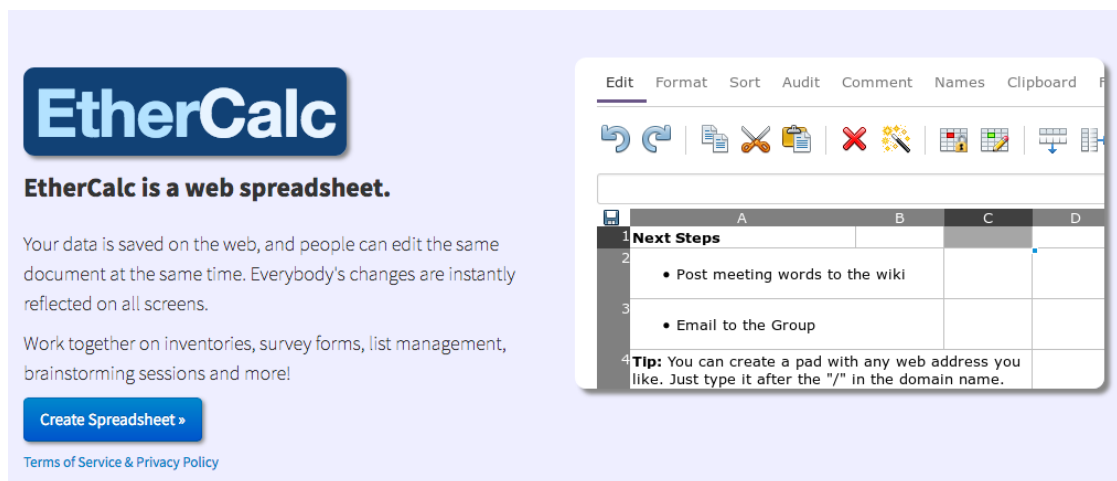 EtherCalc
EtherCalc is a web spreadsheet.
Your data is saved on the web, and people can edit the same
document at the same time. Everybody's changes are instantly
reflected on all screens.
Work together on inventories, survey forms, list management,
brainstorming sessions and more!
Create Spreadsheet »
Terms of Service & Privacy Policy
Edit Format Sort Audit Comment Names Clipboard
A B C D
1 Next Steps
2 • Post meeting words to the wiki
3 • Email to the Group
4 Tip: You can create a pad with any web address you
like. Just type it after the "/" in the domain name.